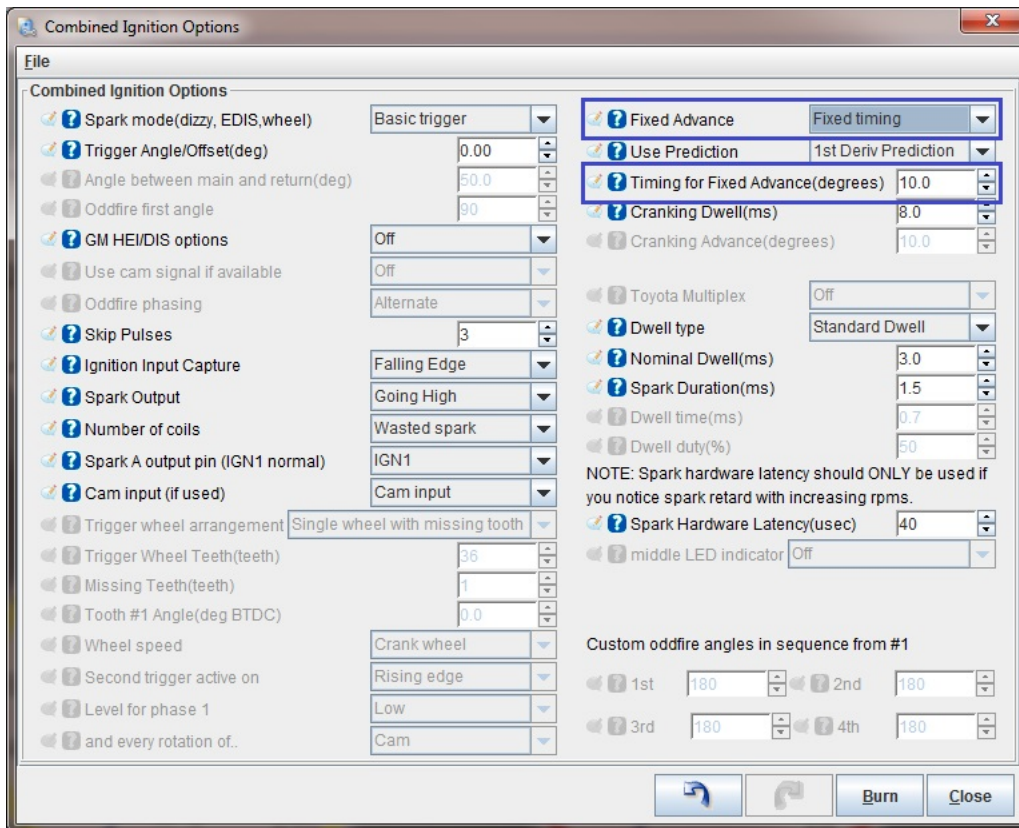 Combined Ignition Options
File
Combined Ignition Options
Spark mode(dizzy, EDIS,wheel) Basic trigger
Trigger Angle/Offset(deg) 0.00
Angle between main and return(deg) 50.0
Oddfire first angle 90
GM HEI/DIS options Off
Use cam signal if available Off
Oddfire phasing Alternate
Skip Pulses 3
Ignition Input Capture Falling Edge
Spark Output Going High
Number of coils Wasted spark
Spark A output pin (IGN1 normal) IGN1
Cam input (if used) Cam input
Trigger wheel arrangement Single wheel with missing tooth
Trigger Wheel Teeth(teeth) 36
Missing Teeth(teeth) 1
Tooth #1 Angle(deg BTDC) 0.0
Wheel speed Crank wheel
Second trigger active on Rising edge
Level for phase 1 Low
and every rotation of.. Cam
Fixed Advance Fixed timing
Use Prediction 1st Deriv Prediction
Timing for Fixed Advance(degrees) 10.0
Cranking Dwell(ms) 8.0
Cranking Advance(degrees) 10.0
Toyota Multiplex Off
Dwell type Standard Dwell
Nominal Dwell(ms) 3.0
Spark Duration(ms) 1.5
Dwell time(ms) 0.7
Dwell duty(%) 50
NOTE: Spark hardware latency should ONLY be used if
you notice spark retard with increasing rpms.
Spark Hardware Latency(usec) 40
middle LED indicator Off
Custom oddfire angles in sequence from #1
1st 180 2nd 180
3rd 180 4th 180
Burn Close